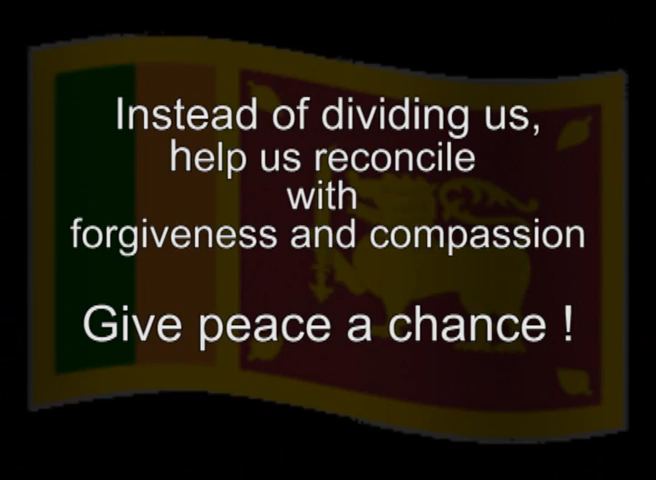 Instead of dividing us,
help us reconcile
with
forgiveness and compassion
Give peace a chance !